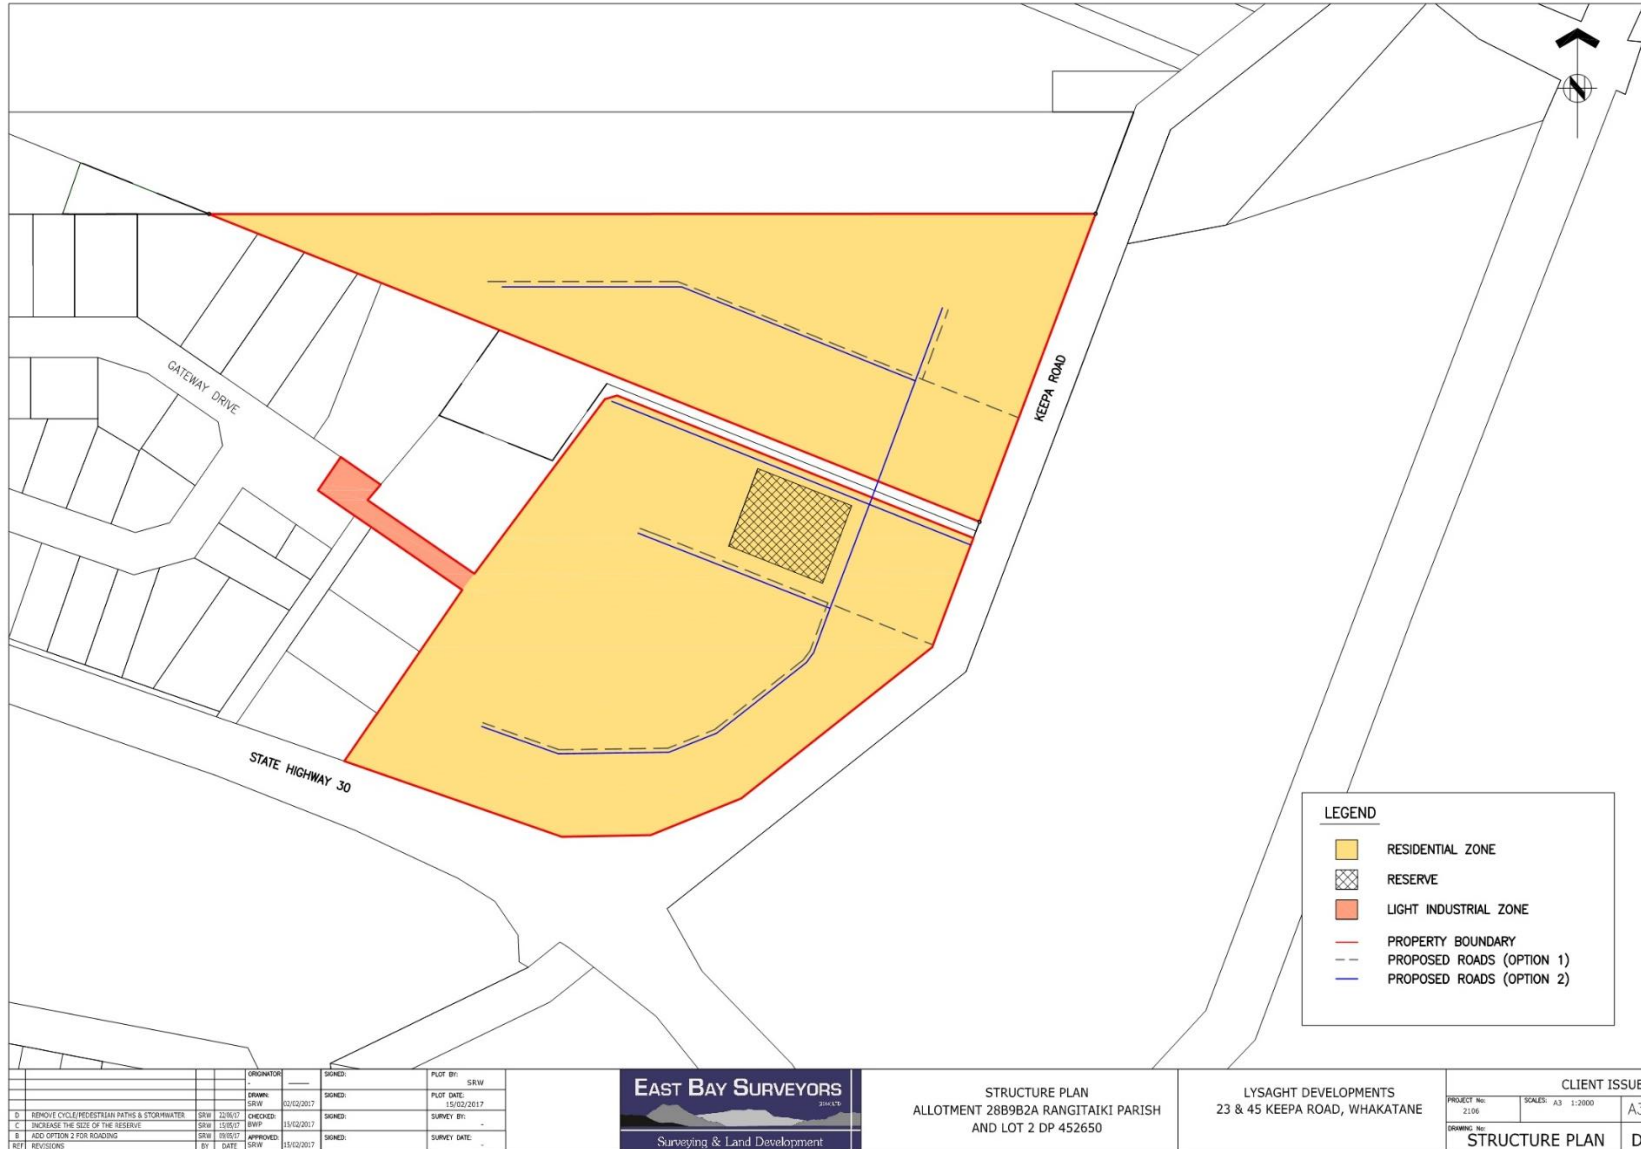 GATEWAY DRIVE
KEEPA ROAD
STATE HIGHWAY 30
LEGEND
RESIDENTIAL ZONE
RESERVE
LIGHT INDUSTRIAL ZONE
PROPERTY BOUNDARY
PROPOSED ROADS (OPTION 1)
PROPOSED ROADS (OPTION 2)
D REMOVE CYCLE/PEDESTRIAN PATHS & STORMWATER SRW 22/06/17
C INCREASE THE SIZE OF THE RESERVE SRW 15/05/17
B ADD OPTION 2 FOR ROADING SRW
REF REVISIONS BY DATE
ORIGINATOR:
-
DRAWN:
SRW 02/02/2017
CHECKED:
BWP 15/02/2017
APPROVED:
SRW 15/02/2017
SIGNED:
SIGNED:
SIGNED:
SIGNED:
PLOT BY:
SRW
PLOT DATE:
15/02/2017
SURVEY BY:
-
SURVEY DATE:
-
EAST BAY SURVEYORS
Surveying & Land Development
STRUCTURE PLAN
ALLOTMENT 28B9B2A RANGITAIKI PARISH
AND LOT 2 DP 452650
LYSAGHT DEVELOPMENTS
23 & 45 KEEPA ROAD, WHAKATANE
CLIENT ISSUE
PROJECT No:
2106
SCALES: A3 1:2000
A3
DRAWING No:
STRUCTURE PLAN
D